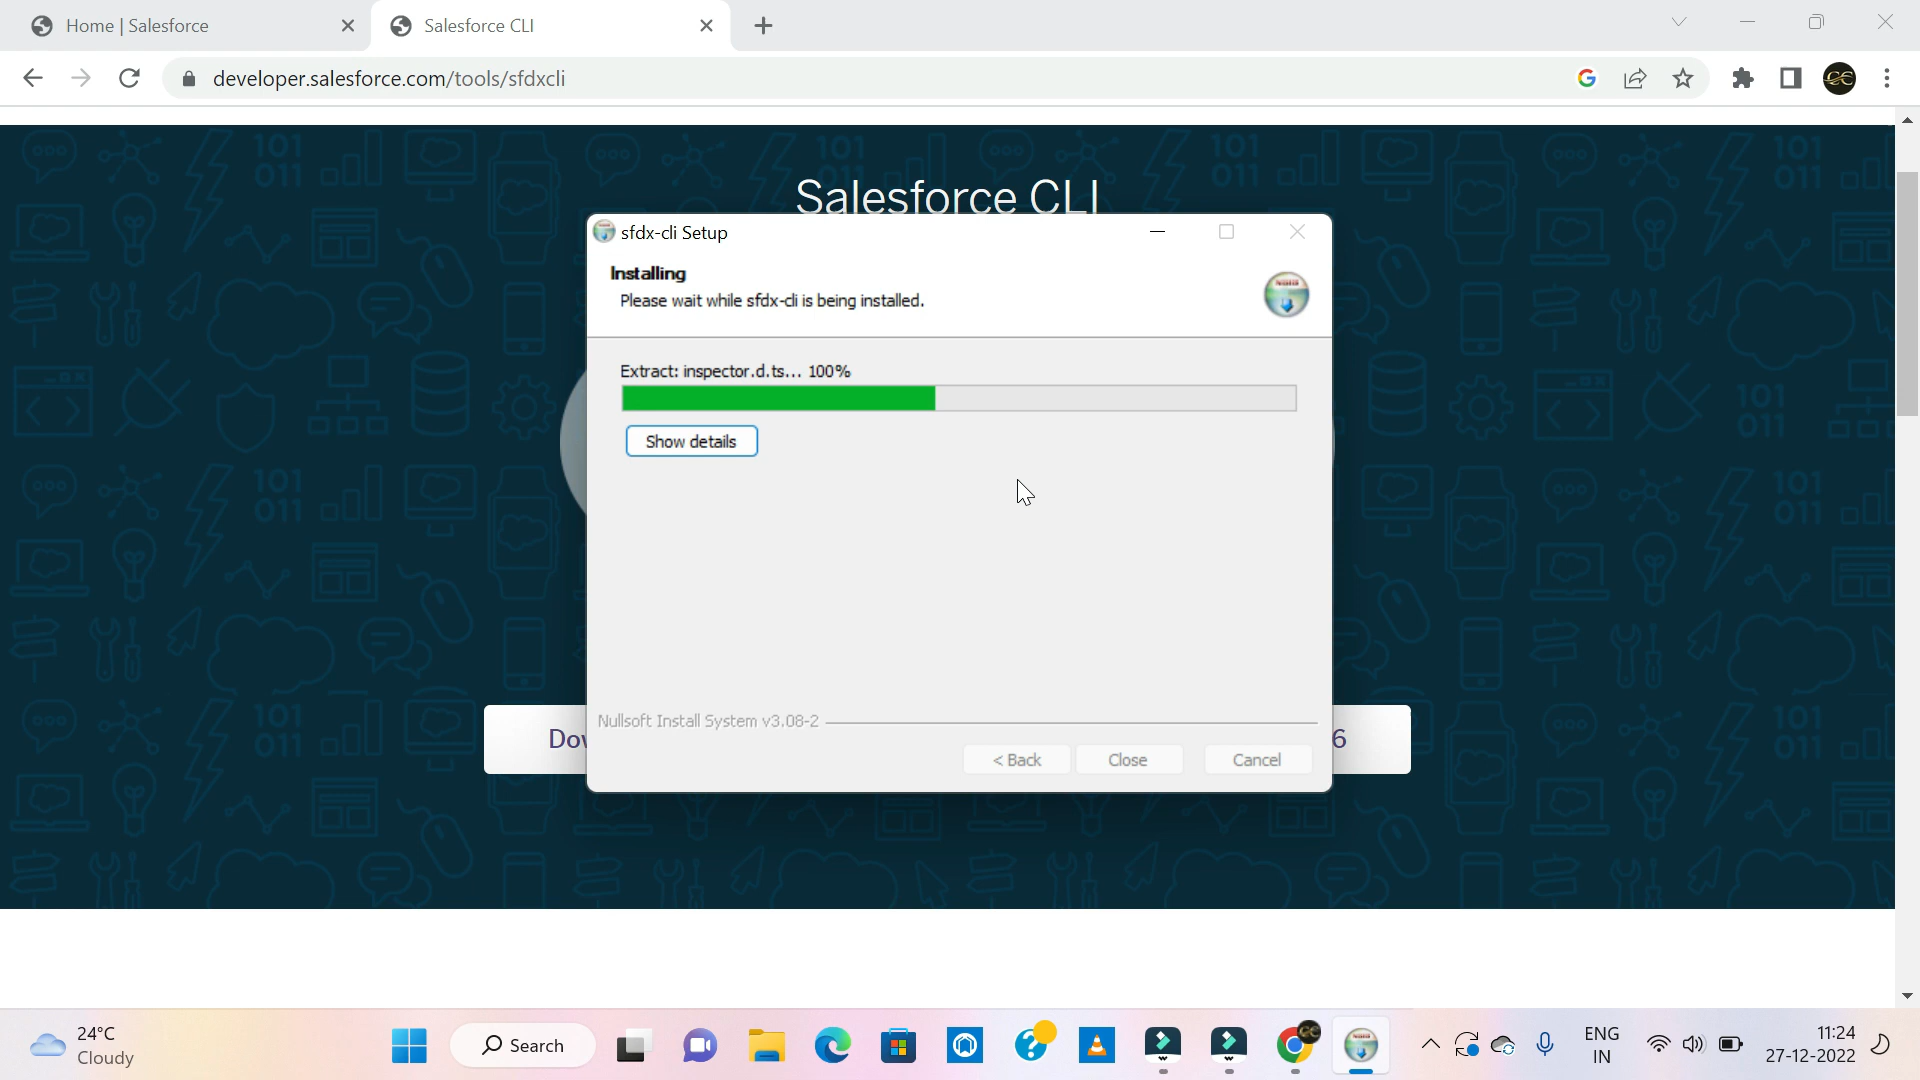 Home | Salesforce
Salesforce CLI
developer.salesforce.com/tools/sfdxcli
Salesforce CLI
sfdx-cli Setup
Installing
Please wait while sfdx-cli is being installed.
Extract: inspector.d.ts... 100%
Show details
Nullsoft Install System v3.08-2
Dow
6
< Back
Close
Cancel
24°C
Cloudy
Search
ENG
IN
11:24
27-12-2022